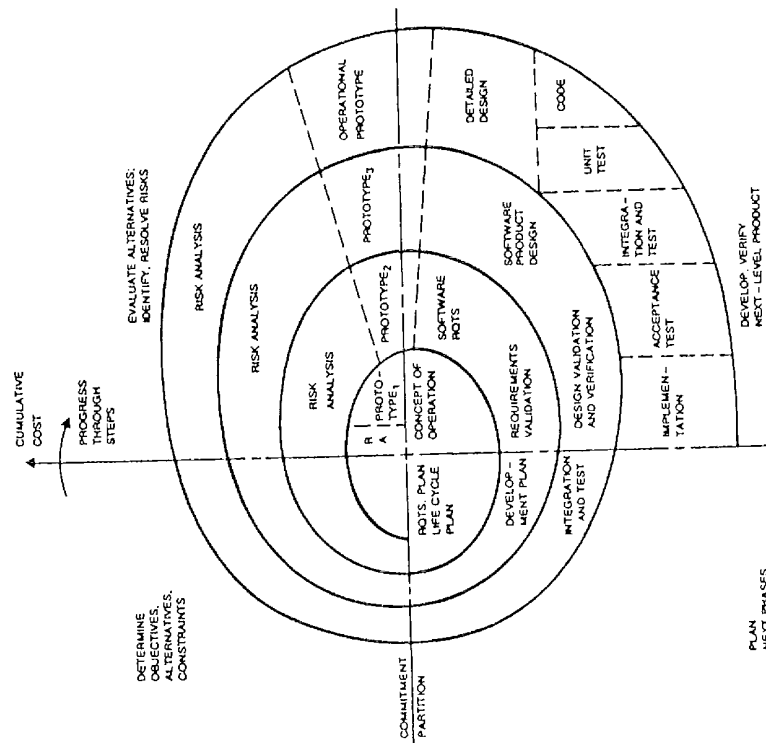 CUMULATIVE
COST
PROGRESS
THROUGH
STEPS
EVALUATE ALTERNATIVES;
IDENTIFY, RESOLVE RISKS
DETERMINE
OBJECTIVES,
ALTERNATIVES,
CONSTRAINTS
RISK ANALYSIS
RISK ANALYSIS
RISK
ANALYSIS
R
A
PROTO-
TYPE1
PROTOTYPE2
PROTOTYPE3
OPERATIONAL
PROTOTYPE
COMMITMENT
PARTITION
RQTS. PLAN
LIFE CYCLE
PLAN
CONCEPT OF
OPERATION
SOFTWARE
RQTS
SOFTWARE
PRODUCT
DESIGN
DETAILED
DESIGN
DEVELOP-
MENT PLAN
REQUIREMENTS
VALIDATION
INTEGRATION
AND TEST
DESIGN VALIDATION
AND VERIFICATION
CODE
UNIT
TEST
INTEGRA-
TION AND
TEST
ACCEPTANCE
TEST
IMPLEMEN-
TATION
PLAN
NEXT PHASES
DEVELOP, VERIFY
NEXT-LEVEL PRODUCT